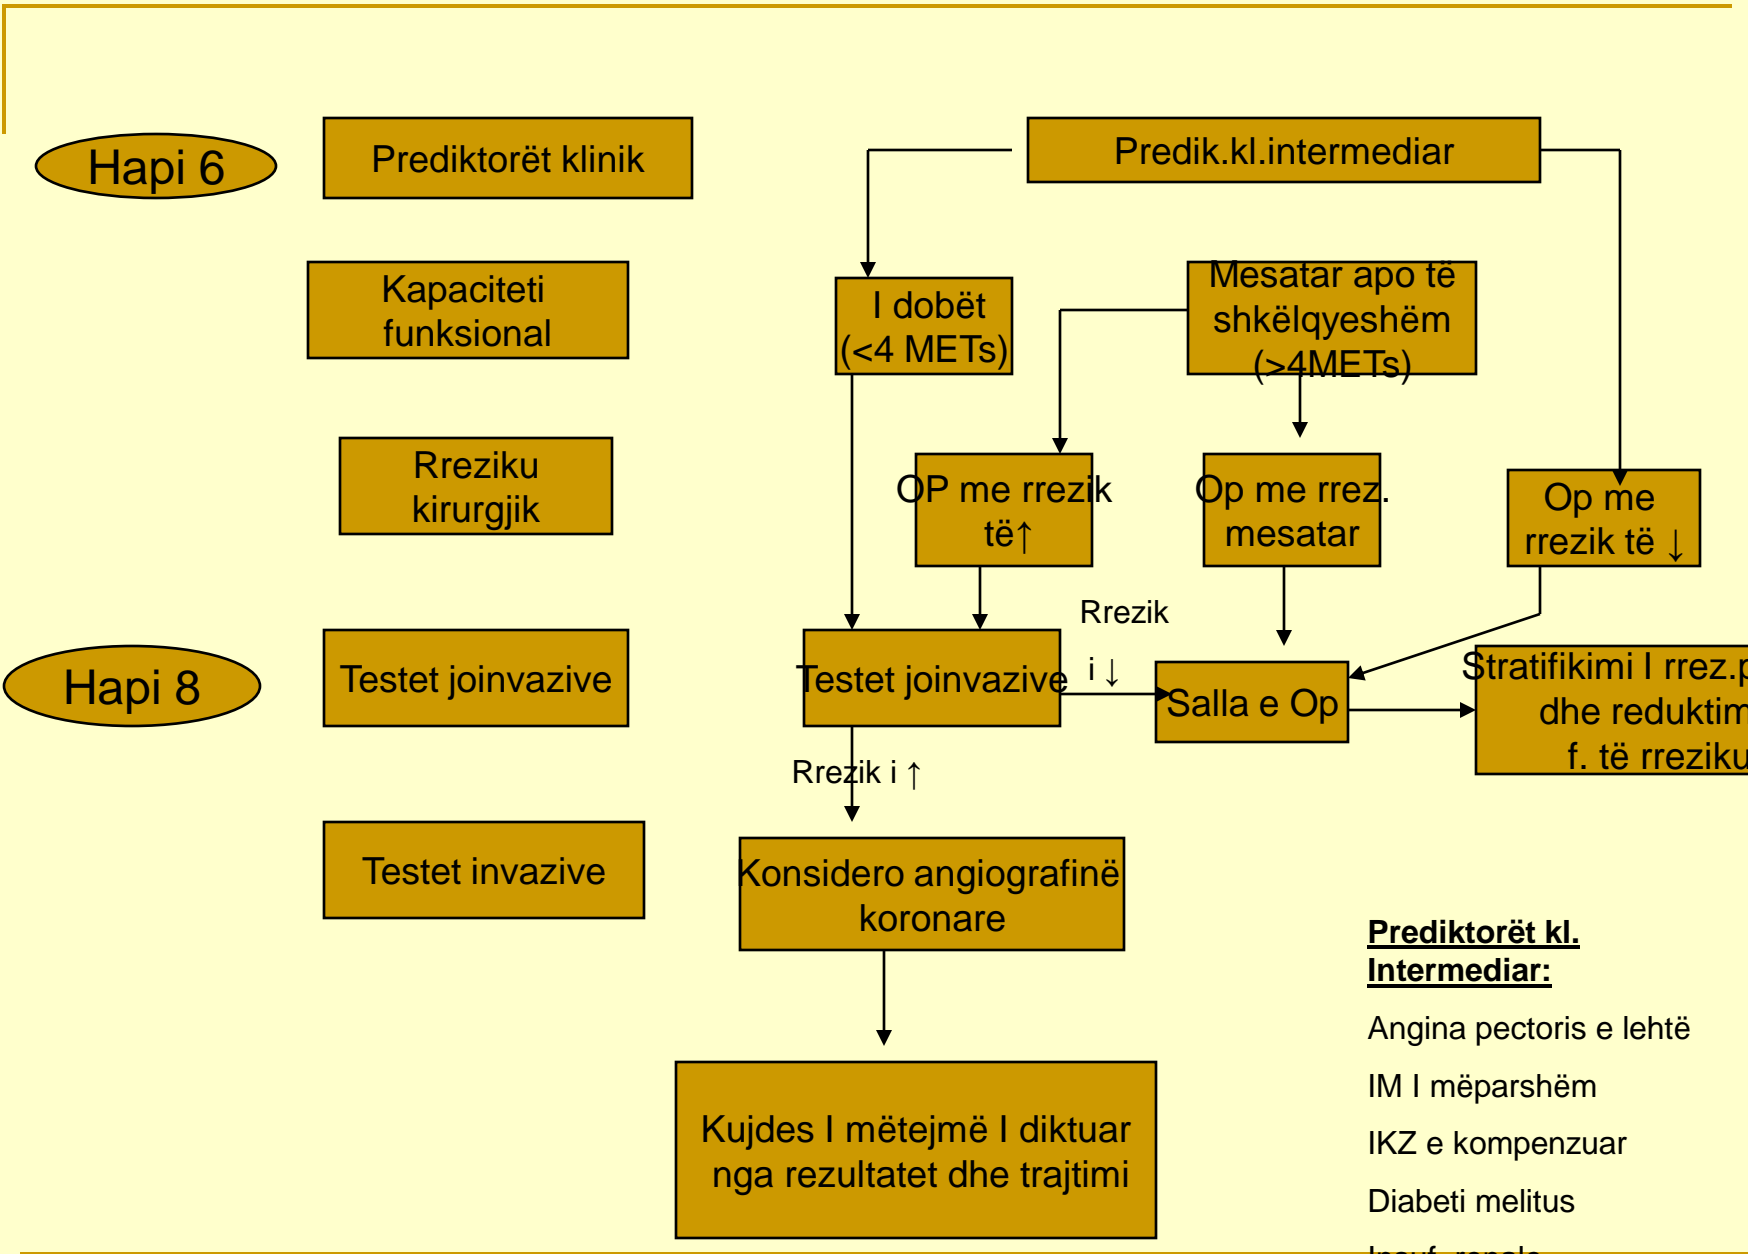 Hapi 6
Prediktorët klinik
Predik.kl.intermediar
Kapaciteti
funksional
I dobët
(<4 METs)
Mesatar apo të
shkëlqyeshëm
(>4METs)
Rreziku
kirurgjik
OP me rrezik
të↑
Op me rrez.
mesatar
Op me
rrezik të ↓
Hapi 8
Testet joinvazive
Testet joinvazive
Rrezik
i ↓
Salla e Op
Stratifikimi I rrez.p
dhe reduktim
f. të rreziku
Rrezik i ↑
Testet invazive
Konsidero angiografinë
koronare
Kujdes I mëtejmë I diktuar
nga rezultatet dhe trajtimi
Prediktorët kl.
Intermediar:
Angina pectoris e lehtë
IM I mëparshëm
IKZ e kompenzuar
Diabeti melitus